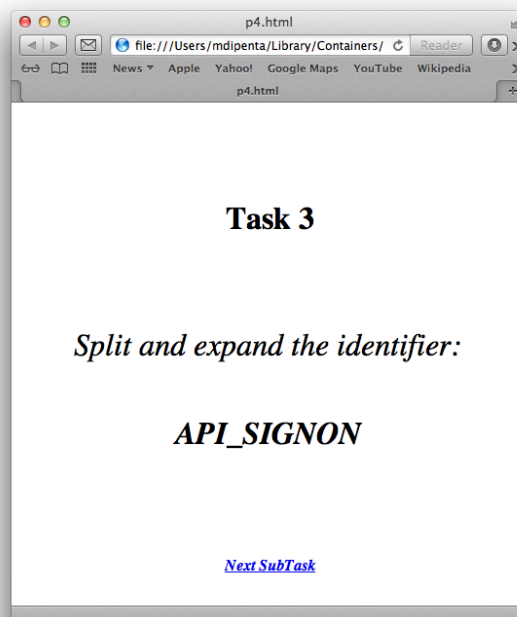 p4.html
file:///Users/mdipenta/Library/Containers/ Reader
News Apple Yahoo! Google Maps YouTube Wikipedia
p4.html
Task 3
Split and expand the identifier:
API_SIGNON
Next SubTask